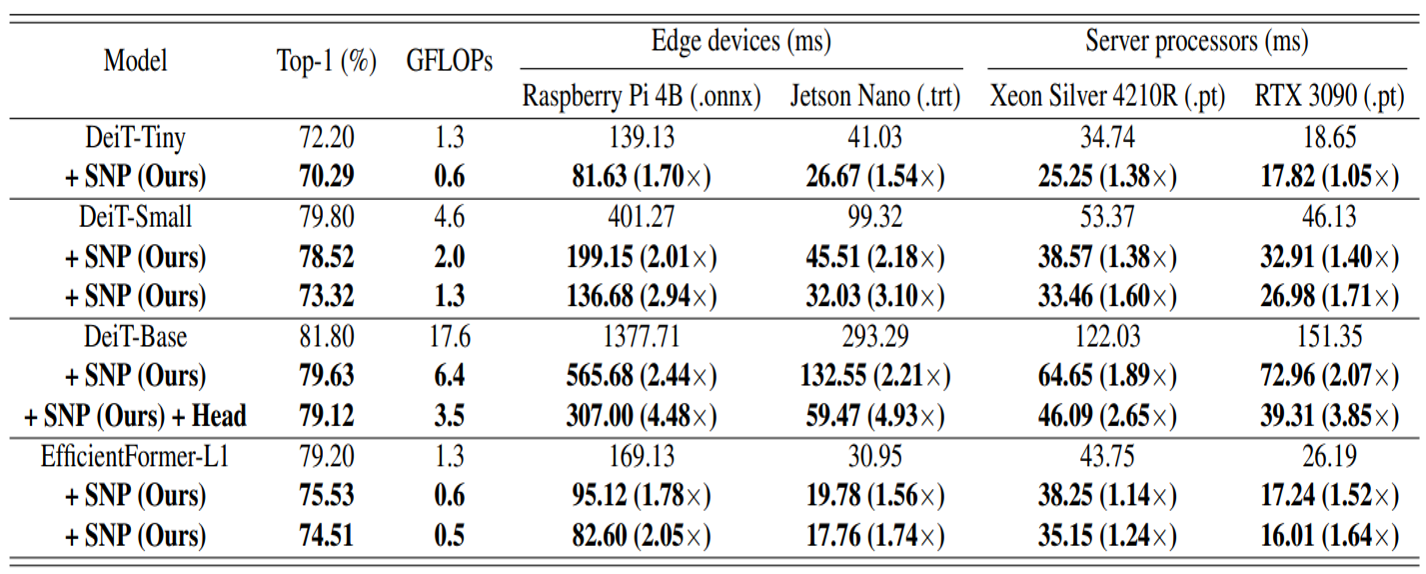 Model Top-1 (%) GFLOPs Edge devices (ms) Server processors (ms)
Raspberry Pi 4B (.onnx) Jetson Nano (.trt) Xeon Silver 4210R (.pt) RTX 3090 (.pt)
DeiT-Tiny 72.20 1.3 139.13 41.03 34.74 18.65
+ SNP (Ours) 70.29 0.6 81.63 (1.70×) 26.67 (1.54×) 25.25 (1.38×) 17.82 (1.05×)
DeiT-Small 79.80 4.6 401.27 99.32 53.37 46.13
+ SNP (Ours) 78.52 2.0 199.15 (2.01×) 45.51 (2.18×) 38.57 (1.38×) 32.91 (1.40×)
+ SNP (Ours) 73.32 1.3 136.68 (2.94×) 32.03 (3.10×) 33.46 (1.60×) 26.98 (1.71×)
DeiT-Base 81.80 17.6 1377.71 293.29 122.03 151.35
+ SNP (Ours) 79.63 6.4 565.68 (2.44×) 132.55 (2.21×) 64.65 (1.89×) 72.96 (2.07×)
+ SNP (Ours) + Head 79.12 3.5 307.00 (4.48×) 59.47 (4.93×) 46.09 (2.65×) 39.31 (3.85×)
EfficientFormer-L1 79.20 1.3 169.13 30.95 43.75 26.19
+ SNP (Ours) 75.53 0.6 95.12 (1.78×) 19.78 (1.56×) 38.25 (1.14×) 17.24 (1.52×)
+ SNP (Ours) 74.51 0.5 82.60 (2.05×) 17.76 (1.74×) 35.15 (1.24×) 16.01 (1.64×)